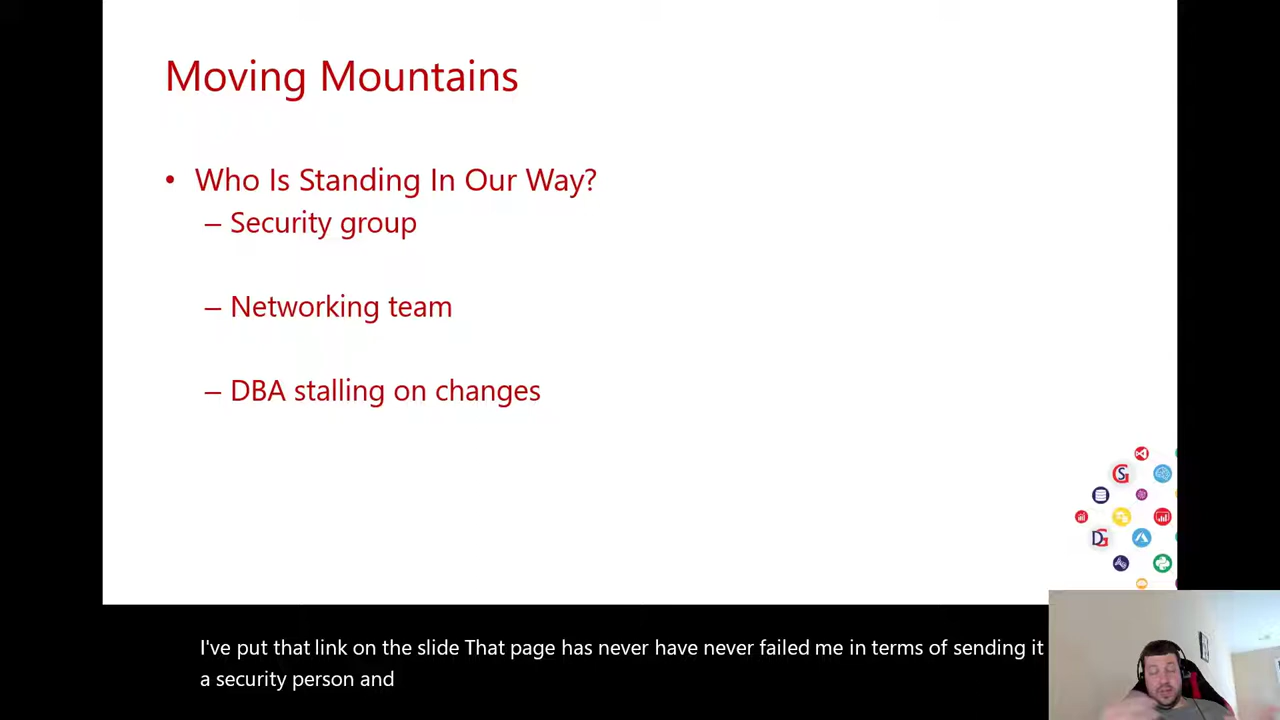 Moving Mountains
• Who Is Standing In Our Way?
– Security group
– Networking team
– DBA stalling on changes
I've put that link on the slide That page has never have never failed me in terms of sending it
a security person and